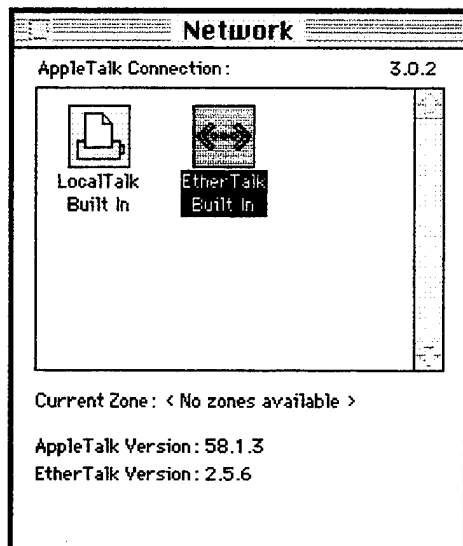 Network
AppleTalk Connection: 3.0.2
LocalTalk
Built In
EtherTalk
Built In
Current Zone: < No zones available >
AppleTalk Version: 58.1.3
EtherTalk Version: 2.5.6